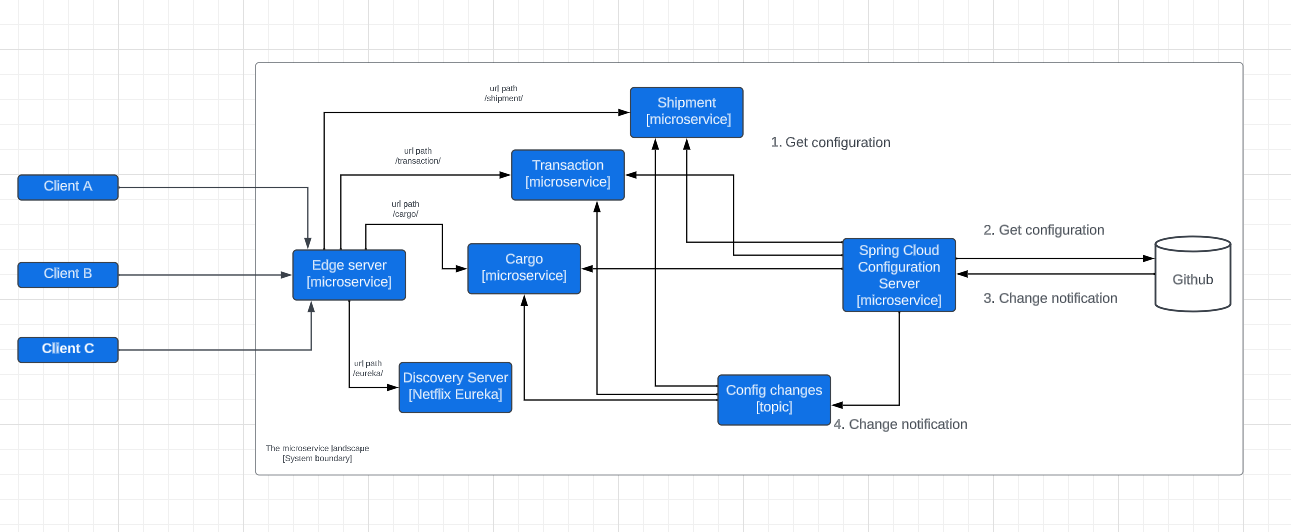 url path
/shipment/
Shipment
[microservice]
1. Get configuration
url path
/transaction/
Transaction
[microservice]
Client A
url path
/cargo/
2. Get configuration
Edge server
[microservice]
Cargo
[microservice]
Spring Cloud
Configuration
Server
[microservice]
Github
Client B
3. Change notification
Client C
url path
/eureka/
Discovery Server
[Netflix Eureka]
Config changes
[topic]
4. Change notification
The microservice landscape
[System boundary]